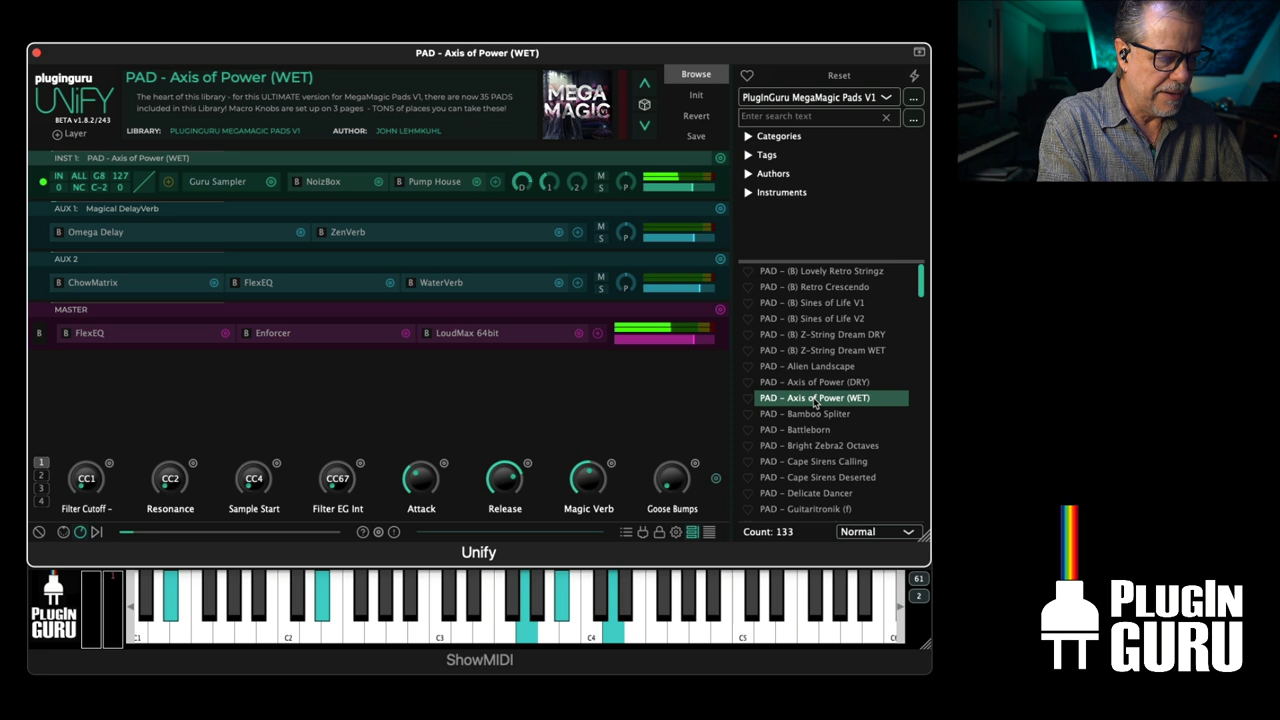 PAD - Axis of Power (WET)
pluginguru
UNiFY
BETA v1.8.2/243
Layer
PAD - Axis of Power (WET)
The heart of this library - for this ULTIMATE version for MegaMagic Pads V1, there are now 35 PADS
included in this Library! Macro Knobs are set up on 3 pages - TONS of places you can take these!
LIBRARY: PLUGINGURU MEGAMAGIC PADS V1 AUTHOR: JOHN LEHMKUHL
MEGA
MAGIC
Browse
Init
Revert
Save
Reset
PlugInGuru MegaMagic Pads V1
...
Enter search text
...
Categories
Tags
Authors
Instruments
INST 1: PAD - Axis of Power (WET)
IN ALL G8 127
0 NC C-2 0
Guru Sampler
B NoizBox
B Pump House
D 1 2
M
S
P
AUX 1: Magical DelayVerb
B Omega Delay
B ZenVerb
M
S
P
AUX 2
B ChowMatrix
B FlexEQ
B WaterVerb
M
S
P
MASTER
B
B FlexEQ
B Enforcer
B LoudMax 64bit
PAD - (B) Lovely Retro Stringz
PAD - (B) Retro Crescendo
PAD - (B) Sines of Life V1
PAD - (B) Sines of Life V2
PAD - (B) Z-String Dream DRY
PAD - (B) Z-String Dream WET
PAD - Alien Landscape
PAD - Axis of Power (DRY)
PAD - Axis of Power (WET)
PAD - Bamboo Spliter
PAD - Battleborn
PAD - Bright Zebra2 Octaves
PAD - Cape Sirens Calling
PAD - Cape Sirens Deserted
PAD - Delicate Dancer
PAD - Guitaritronik (f)
Count: 133
Normal
1
2
3
4
CC1 CC2 CC4 CC67
Filter Cutoff - Resonance Sample Start Filter EG Int Attack Release Magic Verb Goose Bumps
Unify
PLUGIN
GURU
1
C1 C2 C3 C4 C5
61
2
ShowMIDI
PLUGIN
GURU